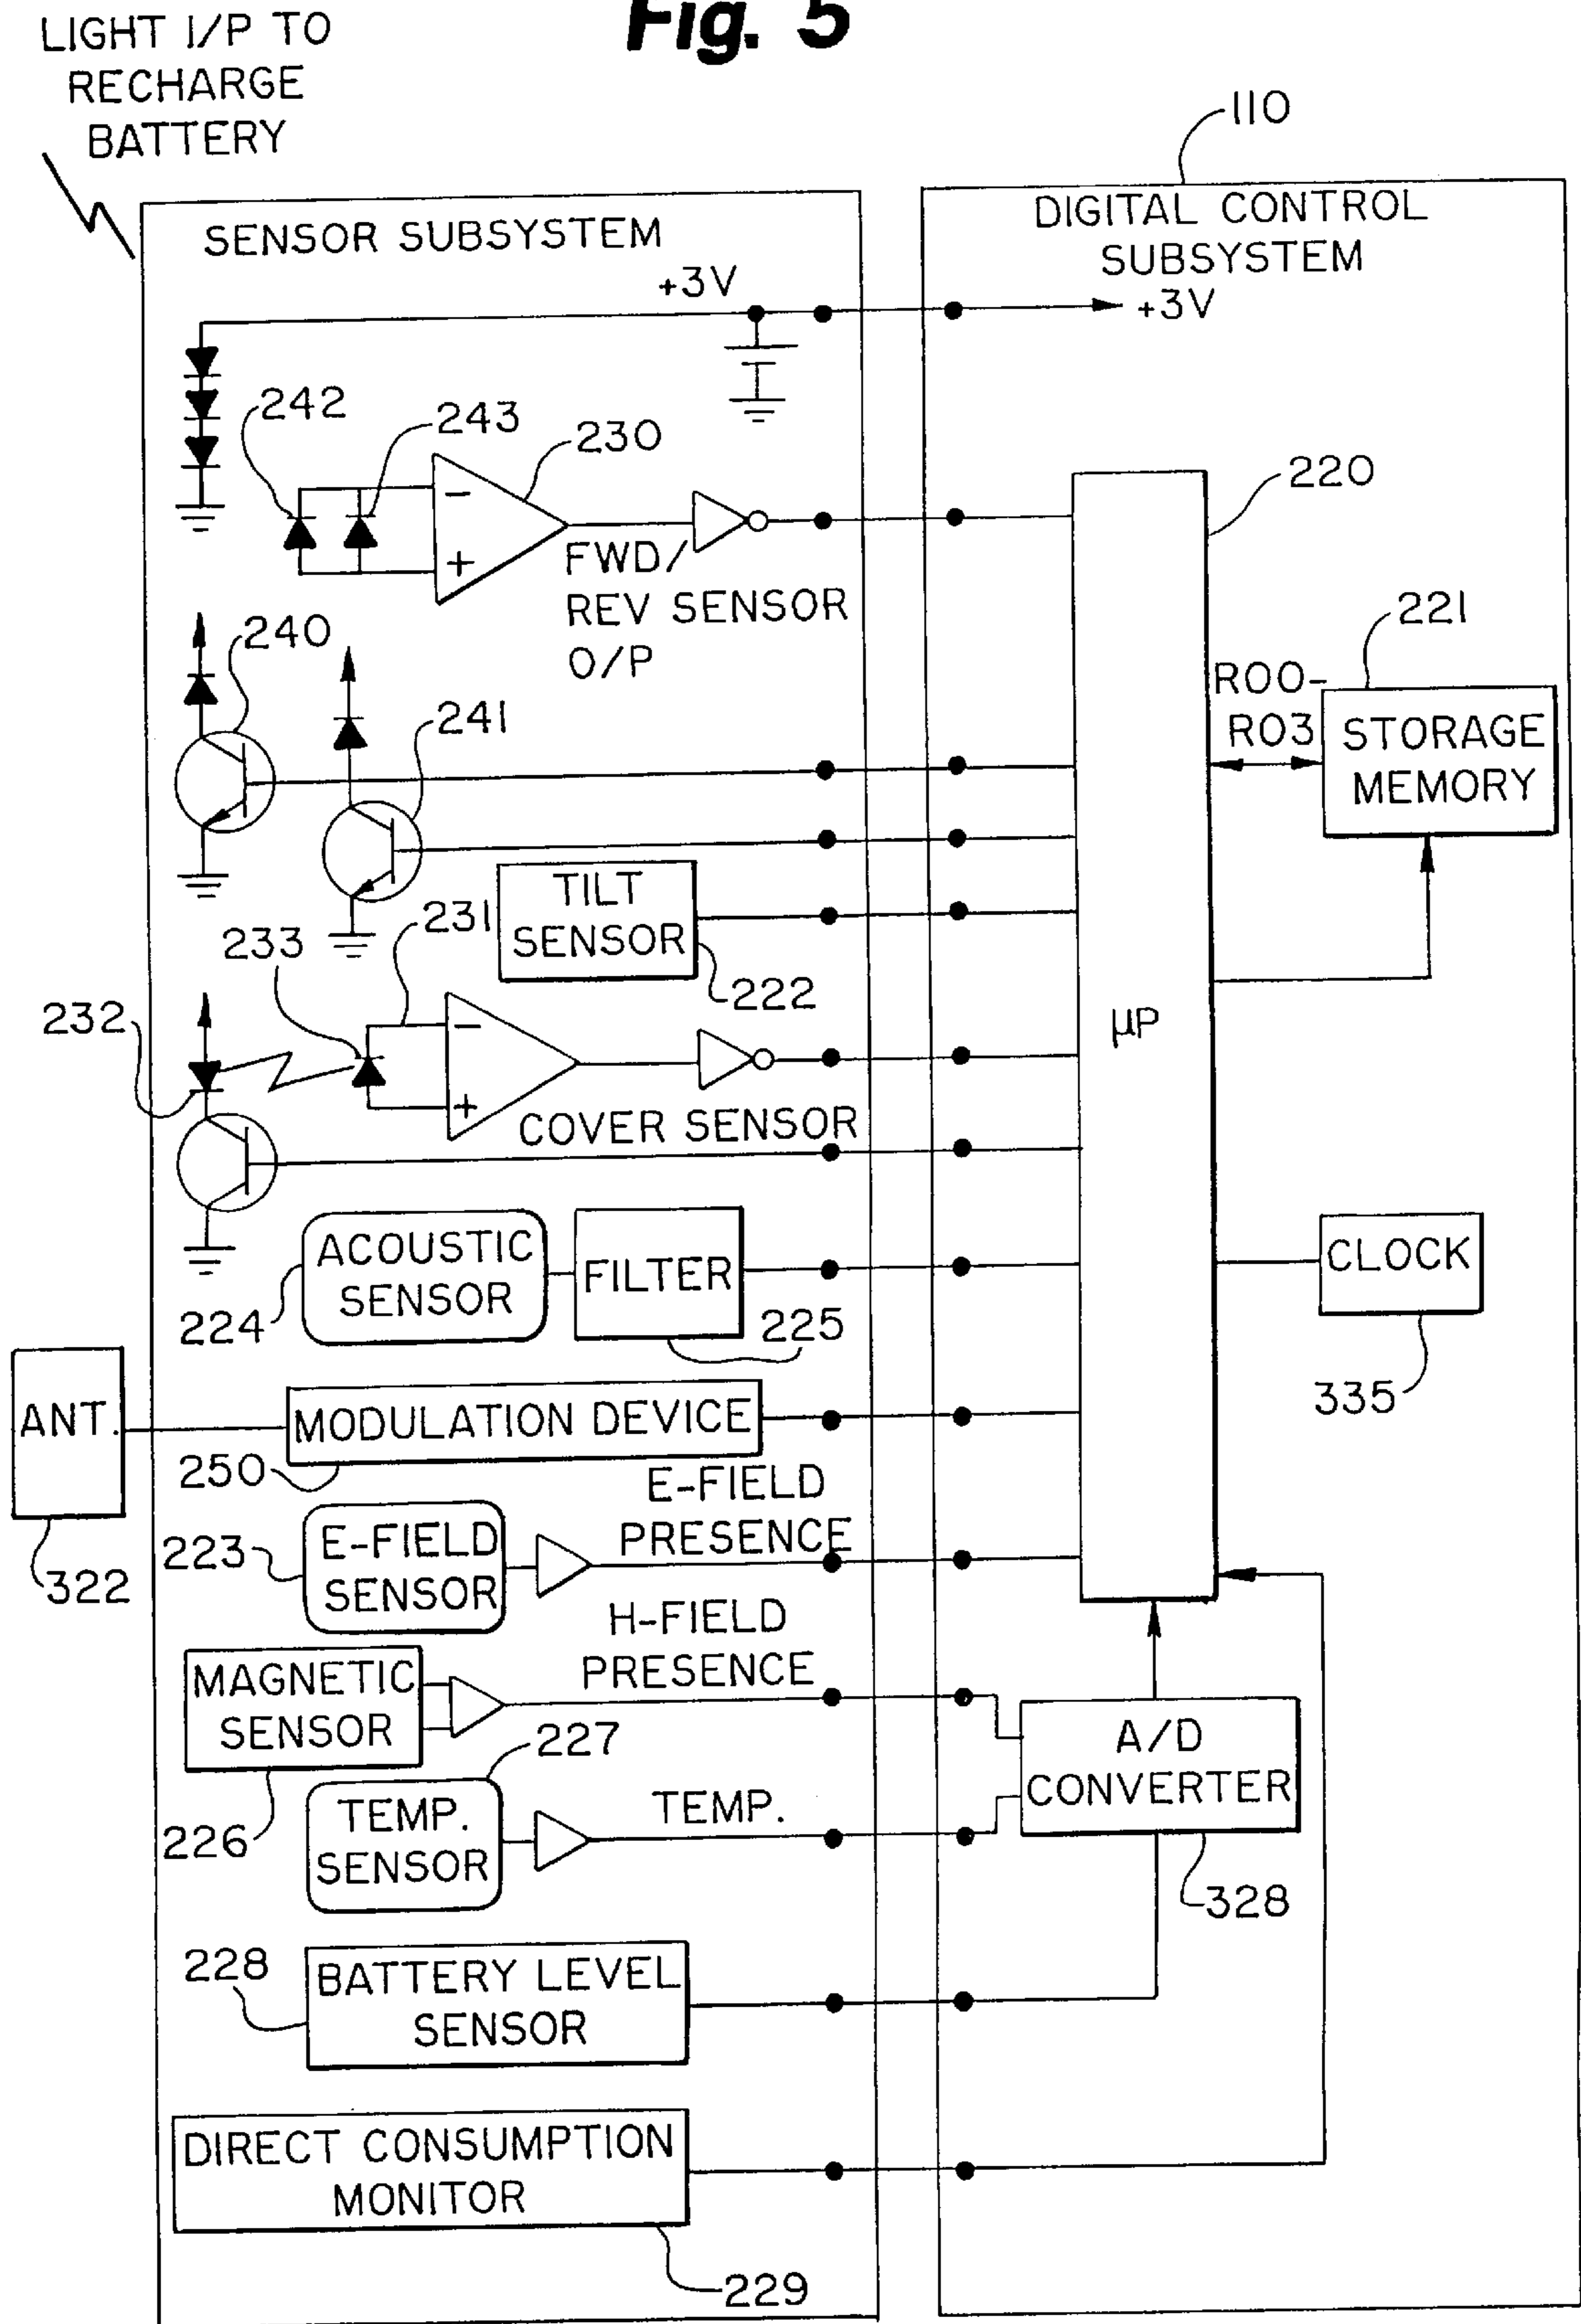 Fig. 5
LIGHT I/P TO
RECHARGE
BATTERY
110
SENSOR SUBSYSTEM
DIGITAL CONTROL
SUBSYSTEM
+3V
+3V
242
243
230
220
-
+
FWD/
REV SENSOR
O/P
240
241
221
R00-
R03
STORAGE
MEMORY
TILT
SENSOR
222
231
233
232
-
+
µP
COVER SENSOR
ACOUSTIC
SENSOR
224
FILTER
225
CLOCK
335
ANT.
322
MODULATION DEVICE
250
E-FIELD
PRESENCE
223
E-FIELD
SENSOR
H-FIELD
PRESENCE
MAGNETIC
SENSOR
226
227
TEMP.
SENSOR
TEMP.
A/D
CONVERTER
328
228
BATTERY LEVEL
SENSOR
DIRECT CONSUMPTION
MONITOR
229